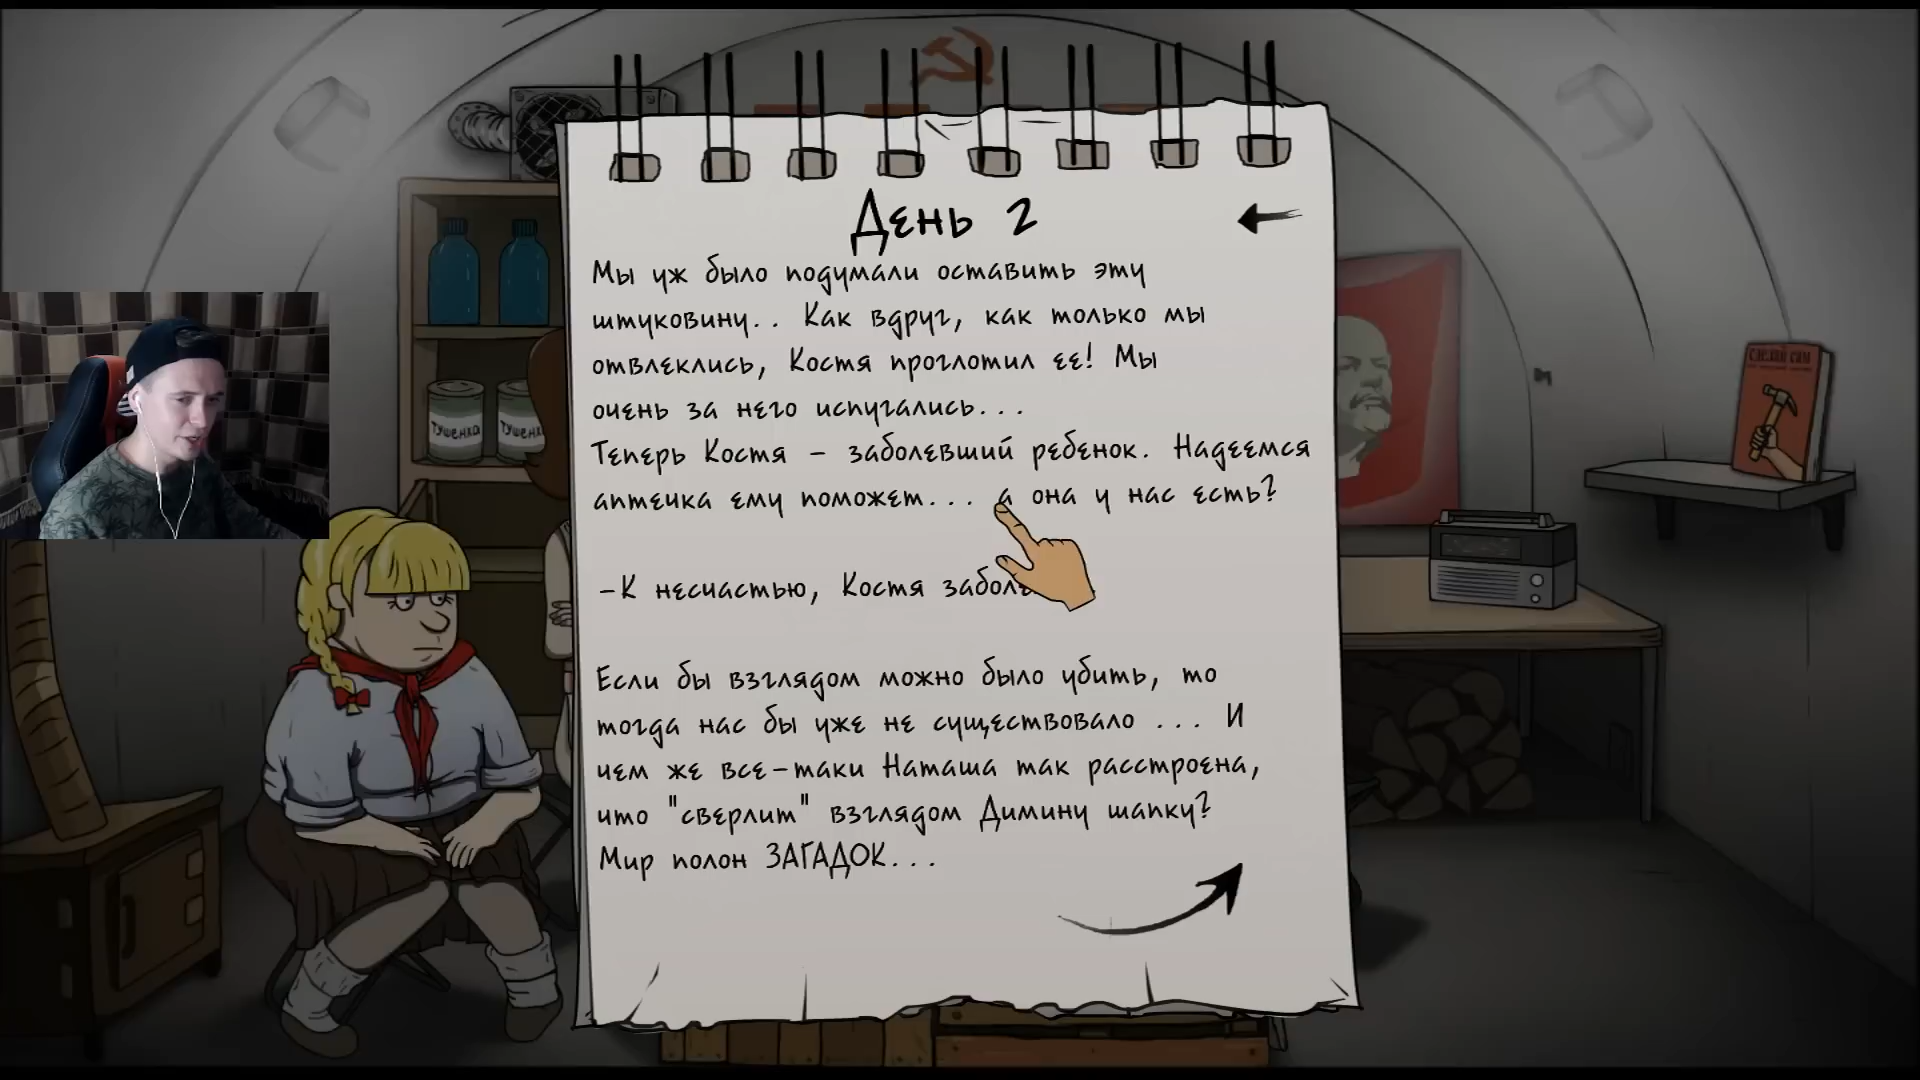 День 2
Мы уж было подумали оставить эту
штуковину.. Как вдруг, как только мы
отвлеклись, Костя проглотил ее! Мы
очень за него испугались...
Теперь Костя - заболевший ребенок. Надеемся
аптечка ему поможет... а она у нас есть?
-К несчастью, Костя
Если бы взглядом можно было убить, то
тогда нас бы уже не существовало ... И
чем же все-таки Наташа так расстроена,
что "сверлит" взглядом Димину шапку?
Мир полон ЗАГАДОК...
Тушенка
Тушенка
Сделай сам